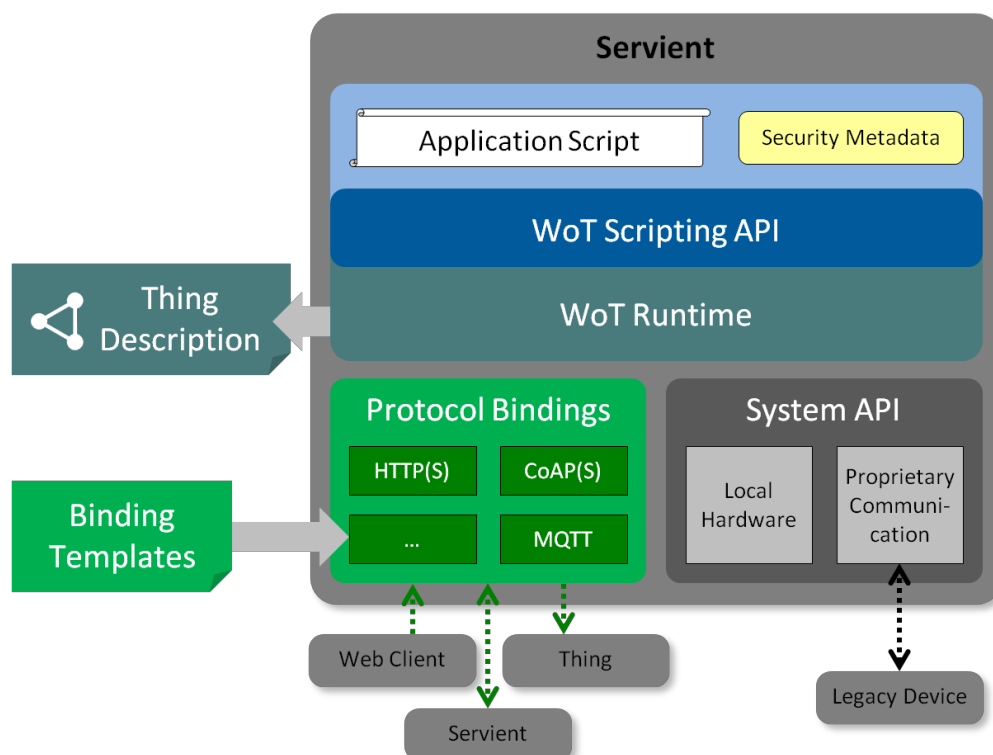 Servient
Application Script
Security Metadata
WoT Scripting API
Thing
Description
WoT Runtime
Protocol Bindings
System API
HTTP(S)
CoAP(S)
Local
Hardware
Proprietary
Communi-
cation
Binding
Templates
...
MQTT
Web Client
Thing
Legacy Device
Servient